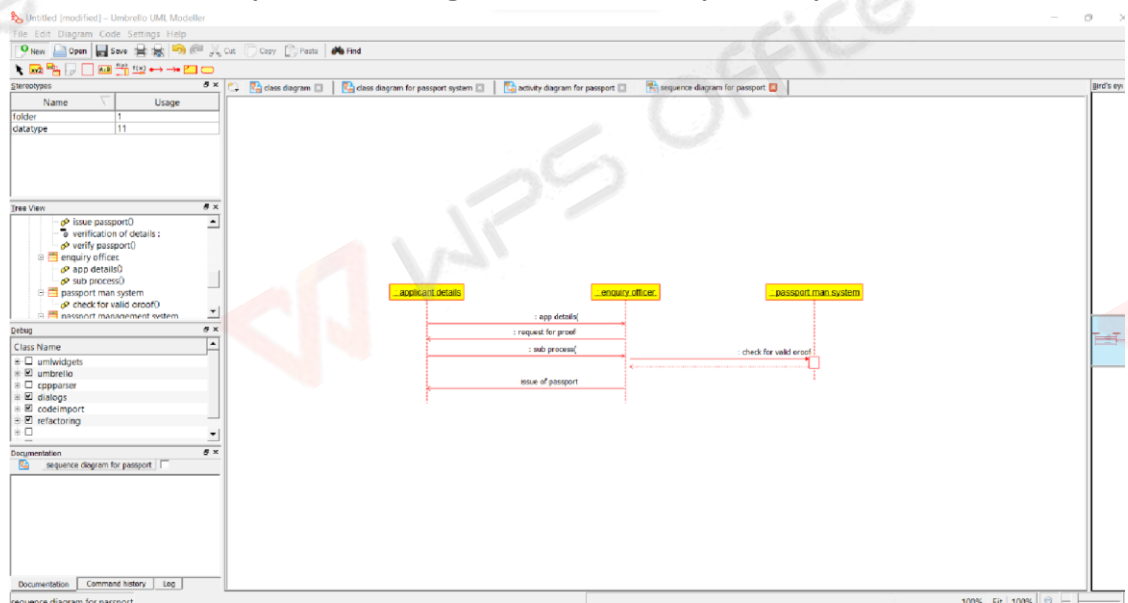 Untitled [modified] – Umbrello UML Modeller
File Edit Diagram Code Settings Help
New Open Save Cut Copy Paste Find
Stereotypes
class diagram
class diagram for passport system
activity diagram for passport
sequence diagram for passport
Bird's eye
Name Usage
folder 1
datatype 11
Tree View
issue passport()
verification of details :
verify passport()
enquiry officer
app details()
sub process()
passport man system
check for valid oroof()
passport management system
Debug
Class Name
umlwidgets
umbrello
cppparser
dialogs
codeimport
refactoring
Documentation
sequence diagram for passport
: applicant details
: enquiry officer
: passport man system
: app details(
: request for proof
: sub process(
: check for valid oroof
issue of passport
Documentation Command history Log
sequence diagram for passport
100% Fit 100%
WPS Office